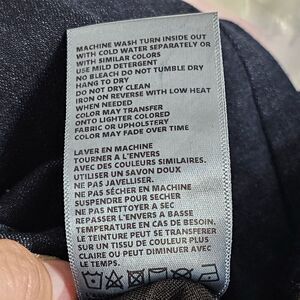 MACHINE WASH TURN INSIDE OUT
WITH COLD WATER SEPARATELY OR
WITH SIMILAR COLORS
USE MILD DETERGENT
NO BLEACH DO NOT TUMBLE DRY
HANG TO DRY
DO NOT DRY CLEAN
IRON ON REVERSE WITH LOW HEAT
WHEN NEEDED
COLOR MAY TRANSFER
ONTO LIGHTER COLORED
FABRIC OR UPHOLSTERY
COLOR MAY FADE OVER TIME
LAVER EN MACHINE
TOURNER A L'ENVERS
AVEC DES COULEURS SIMILAIRES.
UTILISER UN SAVON DOUX
NE PAS JAVELLISER.
NE PAS SÉCHER EN MACHINE
SUSPENDRE POUR SECHER
NE PAS NETTOYER A SEC
REPASSER L'ENVERS A BASSE
TEMPERATURE EN CAS DE BESOIN.
LE TEINTURE PEUT SE TRANSFERER
SUR UN TISSU DE COULEUR PLUS
CLAIRE OU PEUT DIMINUER AVEC
LE TEMPS.